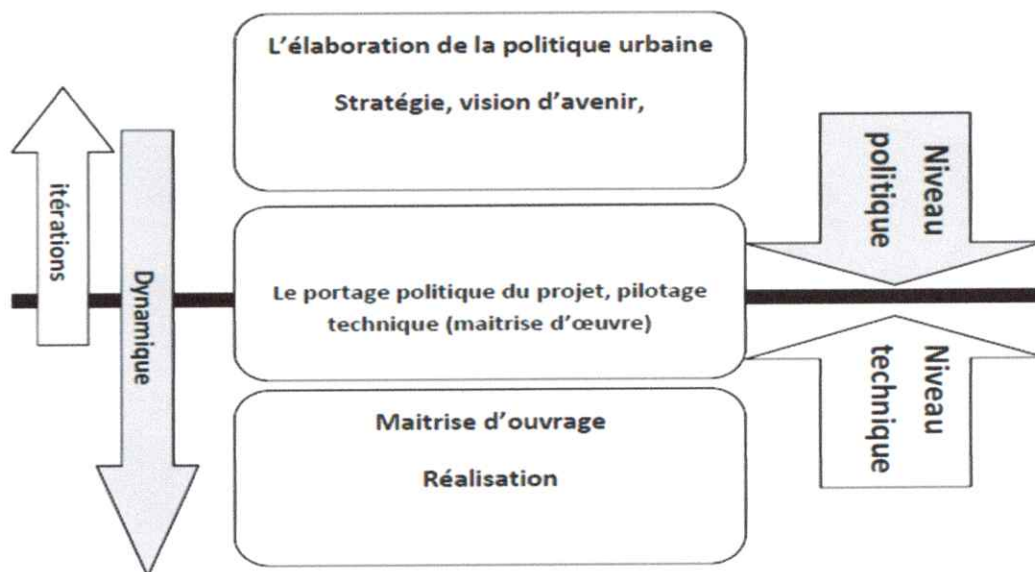 L'élaboration de la politique urbaine
Stratégie, vision d'avenir,
itérations
Dynamique
Niveau
politique
Le portage politique du projet, pilotage
technique (maitrise d'œuvre)
Niveau
technique
Maitrise d'ouvrage
Réalisation